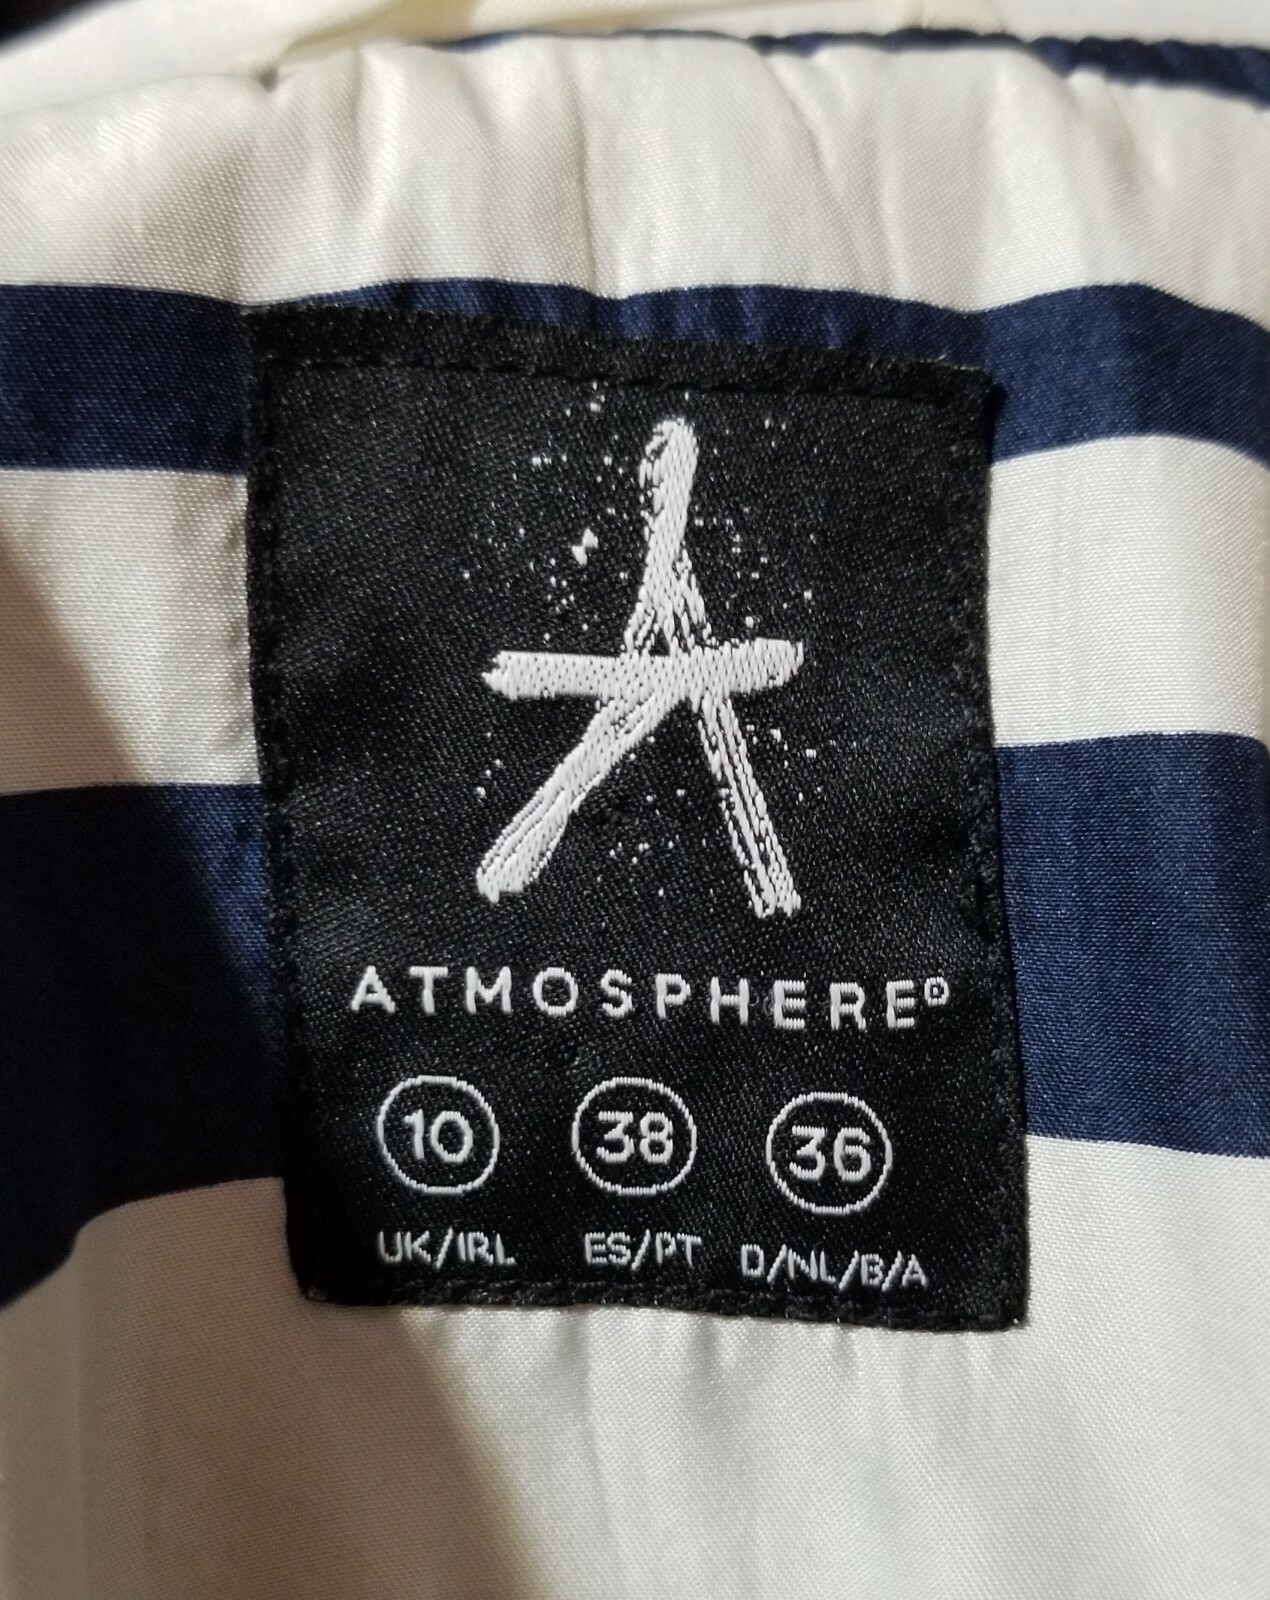 ATMOSPHERE®
10 38 36
UK/IRL ES/PT D/NL/B/A